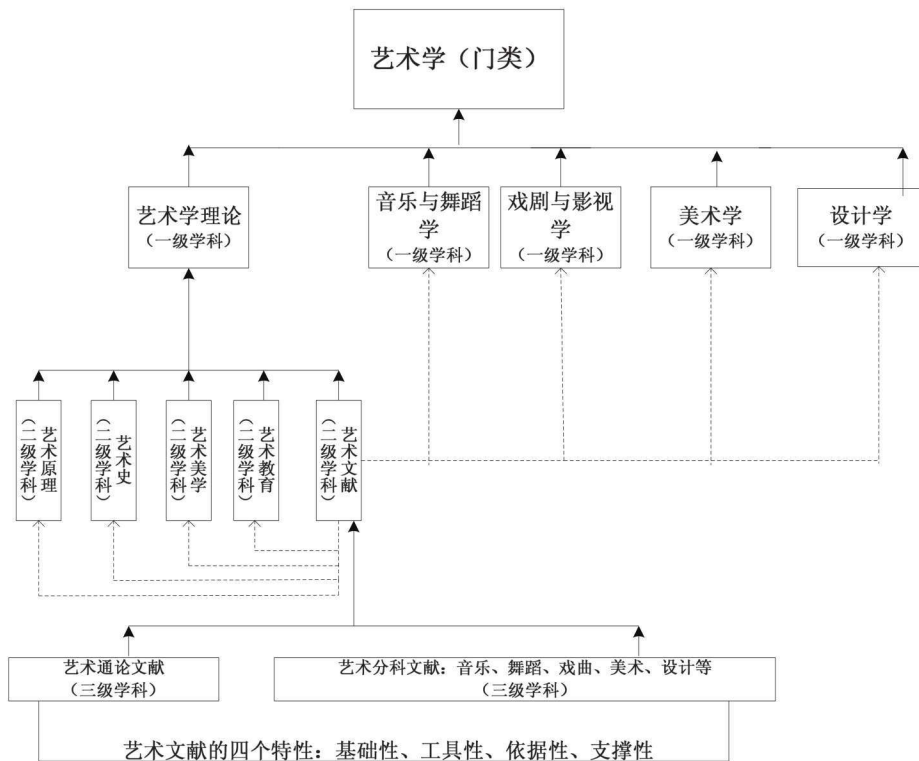 艺术学（门类）
艺术学理论
（一级学科）
音乐与舞蹈
学
（一级学科）
戏剧与影视
学
（一级学科）
美术学
（一级学科）
设计学
（一级学科）
艺术原理
（二级学科）
艺术史
（二级学科）
艺术美学
（二级学科）
艺术教育
（二级学科）
艺术文献
（二级学科）
艺术通论文献
（三级学科）
艺术分科文献：音乐、舞蹈、戏曲、美术、设计等
（三级学科）
艺术文献的四个特性：基础性、工具性、依据性、支撑性